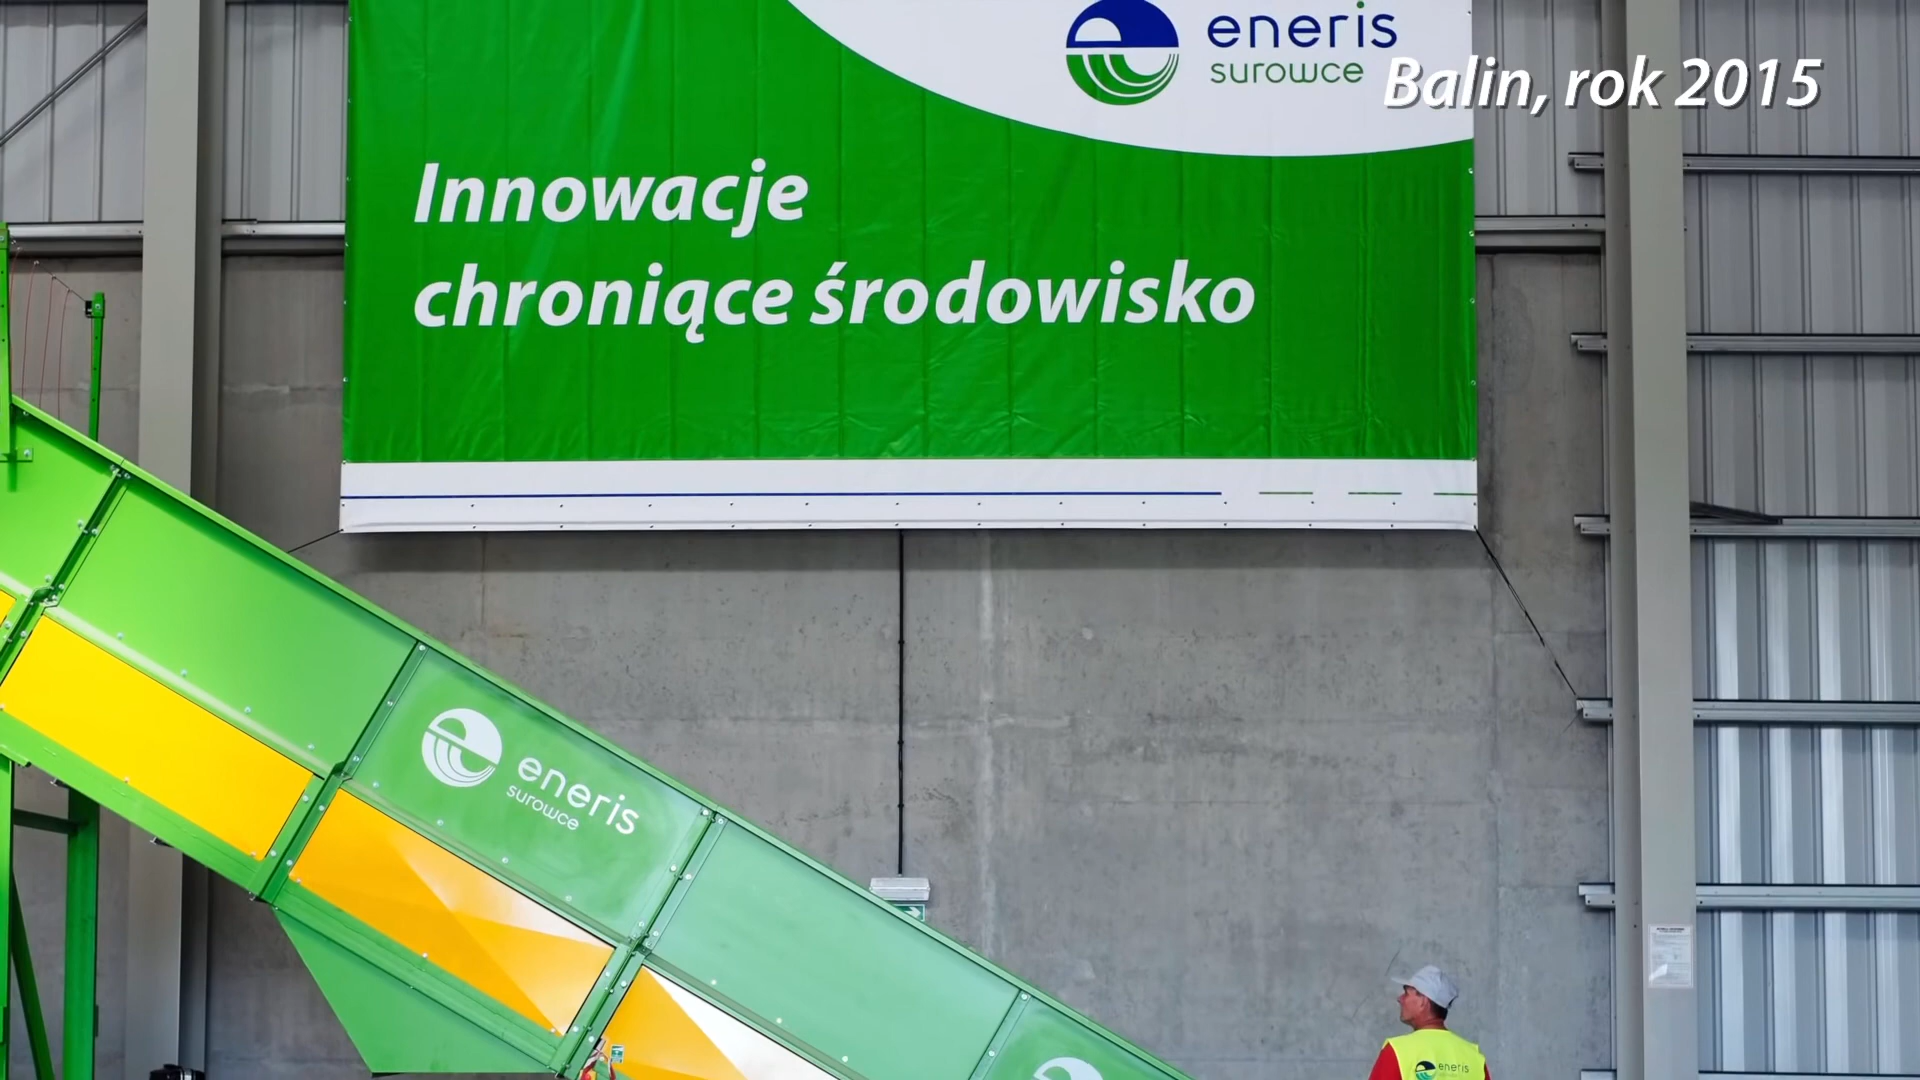 eneris
surowce
Balin, rok 2015
Innowacje
chroniące środowisko
eneris
surowce
eneris